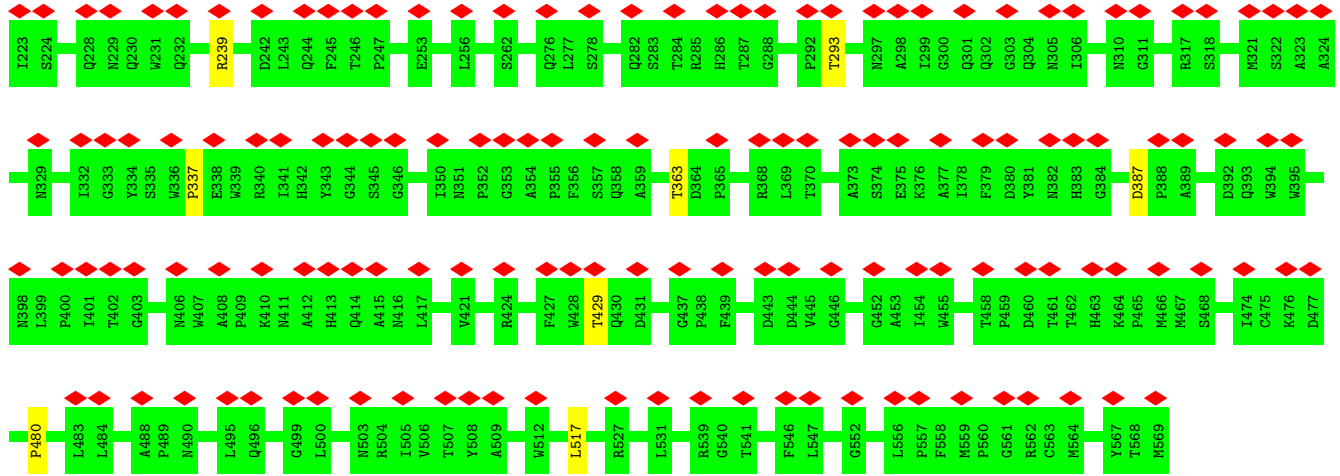 I223 S224 Q228 N229 Q230 W231 Q232 R239 D242 L243 Q244 F245 T246 P247 E253 L256 S262 Q276 L277 S278 Q282 S283 T284 R285 H286 T287 G288 P292 T293 N297 A298 I299 G300 Q301 Q302 G303 Q304 N305 I306 N310 G311 R317 S318 M321 S322 A323 A324
N329 I332 G333 Y334 S335 W336 P337 E338 W339 R340 I341 H342 Y343 G344 S345 G346 I350 N351 P352 G353 A354 P355 F356 S357 Q358 A359 T363 D364 P365 R368 L369 T370 A373 S374 E375 K376 A377 I378 F379 D380 Y381 N382 H383 G384 D387 P388 A389 D392 Q393 W394 W395
N398 L399 P400 I401 T402 G403 N406 W407 A408 P409 K410 N411 A412 H413 Q414 A415 N416 L417 V421 R424 F427 W428 T429 Q430 D431 G437 P438 F439 D443 D444 V445 G446 G452 A453 I454 W455 T458 P459 D460 T461 T462 H463 K464 P465 M466 M467 S468 I474 C475 K476 D477
P480 L483 L484 A488 P489 N490 L495 Q496 G499 L500 N503 R504 I505 V506 T507 Y508 A509 W512 L517 R527 L531 R539 G540 T541 F546 L547 G552 L556 P557 F558 M559 P560 G561 R562 C563 M564 Y567 T568 M569